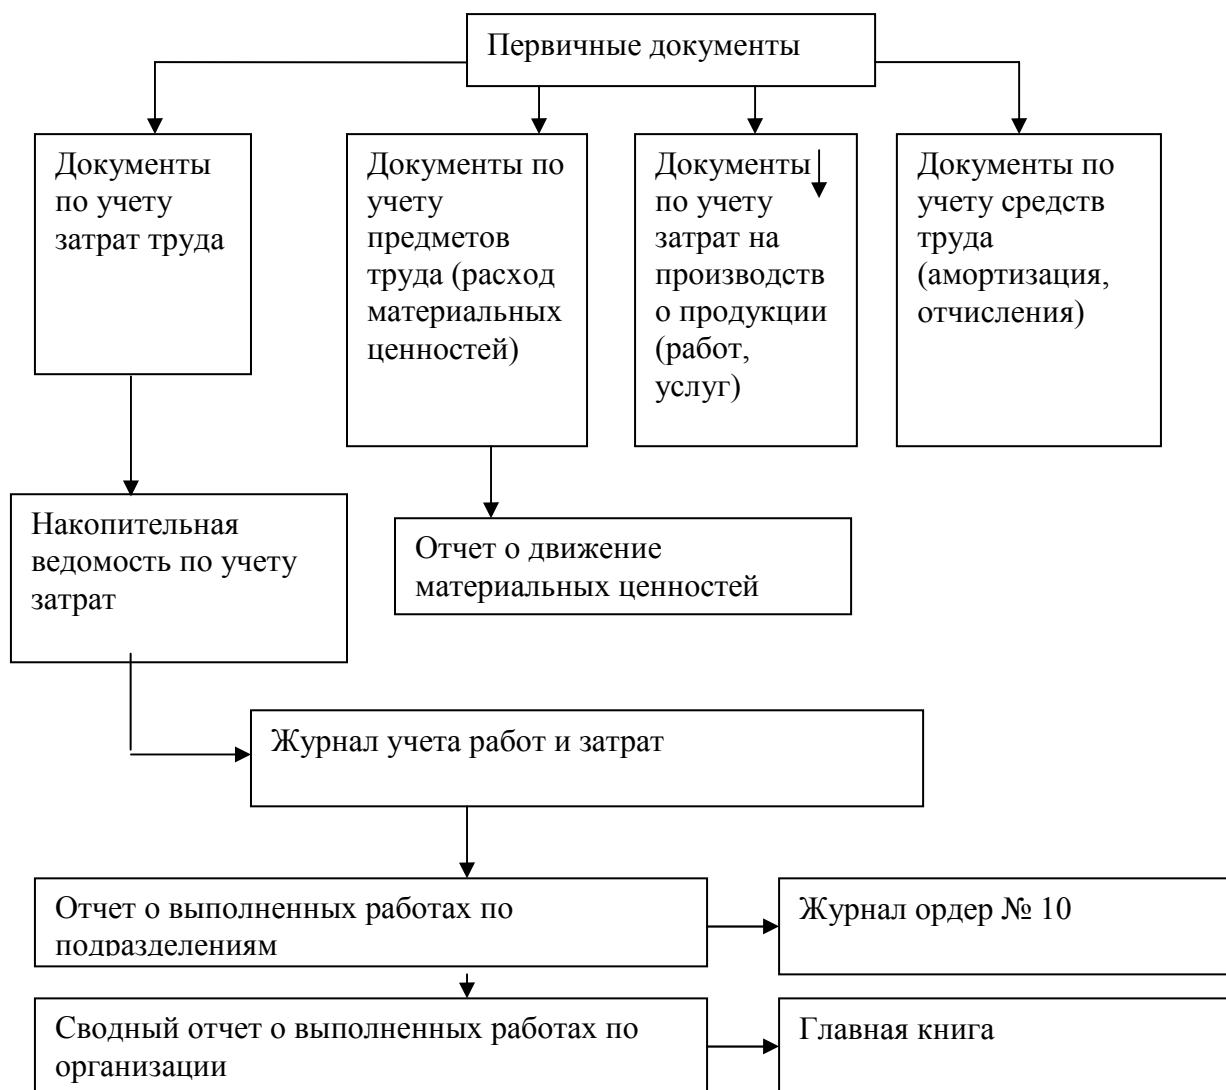 Первичные документы
Документы
по учету
затрат труда
Документы по
учету
предметов
труда (расход
материальных
ценностей)
Документы
по учету
затрат на
производств
о продукции
(работ,
услуг)
Документы по
учету средств
труда
(амортизация,
отчисления)
Накопительная
ведомость по учету
затрат
Отчет о движение
материальных ценностей
Журнал учета работ и затрат
Отчет о выполненных работах по
подразделениям
Журнал ордер № 10
Сводный отчет о выполненных работах по
организации
Главная книга